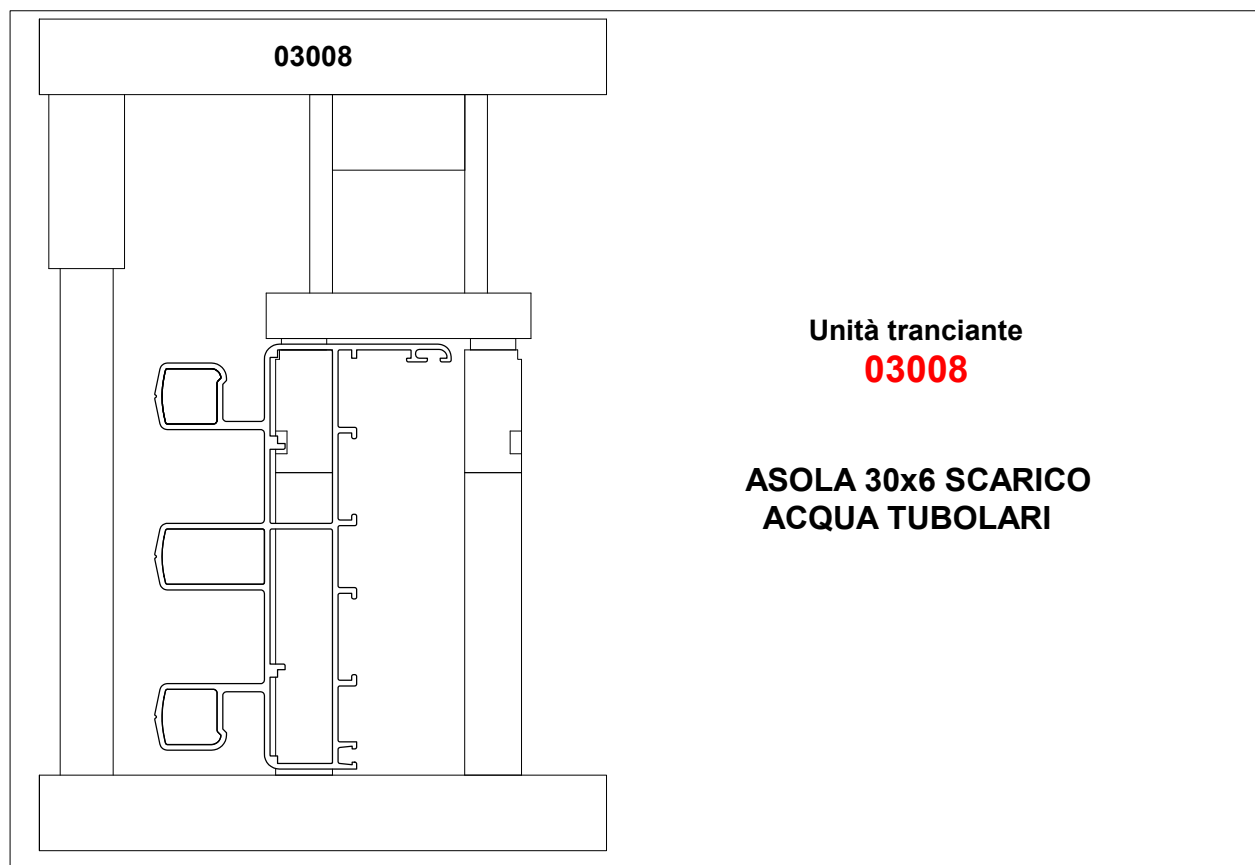 03008
Unità tranciante
03008
ASOLA 30x6 SCARICO
ACQUA TUBOLARI